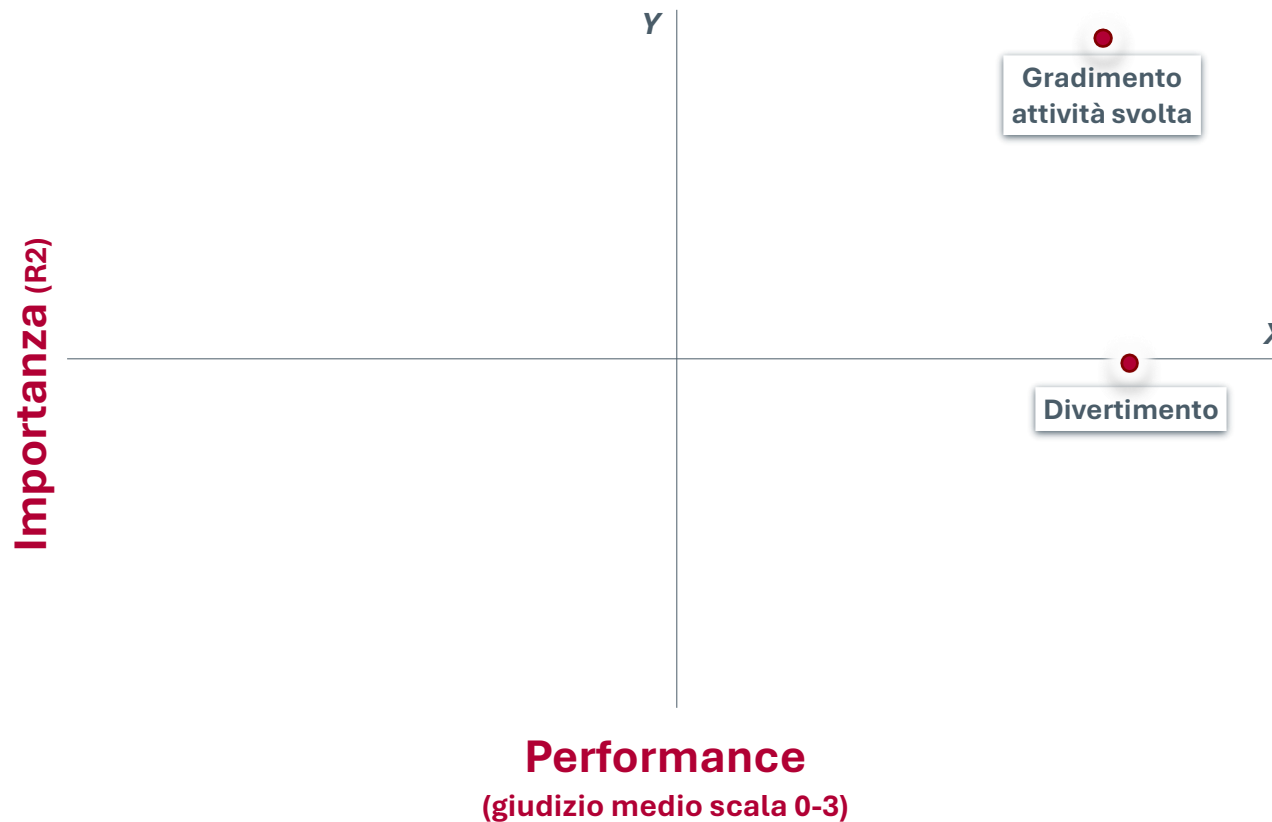 Y
Gradimento
attività svolta
X
Divertimento
Importanza (R2)
Performance
(giudizio medio scala 0-3)